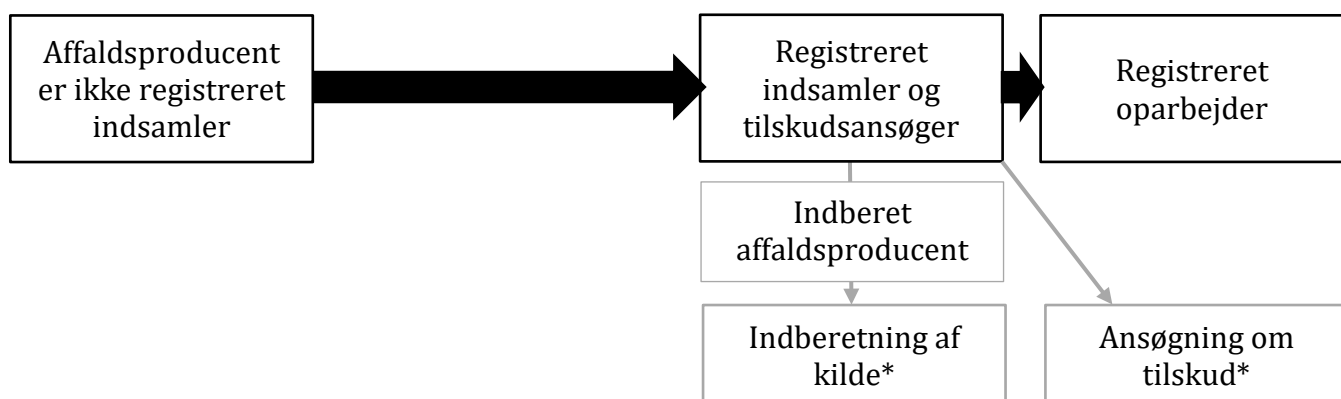 Affaldsproducent
er ikke registreret
indsamler
Registreret
indsamler og
tilskudsansøger
Registreret
oparbejder
Indberet
affaldsproducent
Indberetning af
kilde*
Ansøgning om
tilskud*